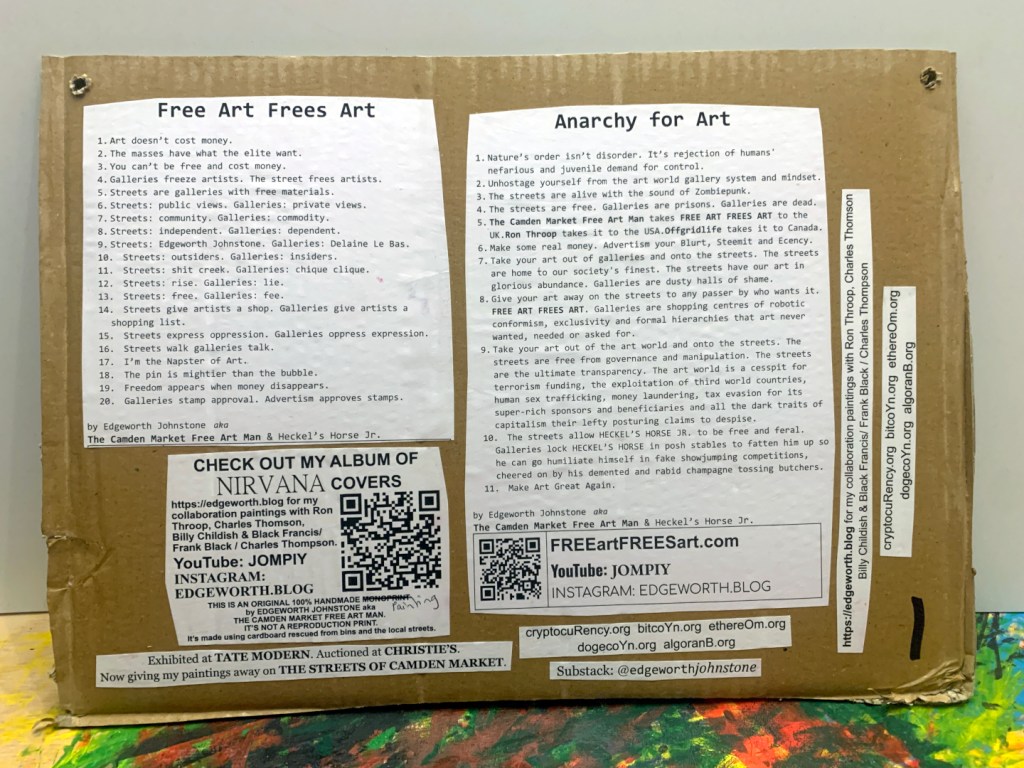 Free Art Frees Art
1. Art doesn't cost money.
2. The masses have what the elite want.
3. You can't be free and cost money.
4. Galleries freeze artists. The street frees artists.
5. Streets are galleries with free materials.
6. Streets: public views. Galleries: private views.
7. Streets: community. Galleries: commodity.
8. Streets: independent. Galleries: dependent.
9. Streets: Edgeworth Johnstone. Galleries: Delaine Le Bas.
10. Streets: outsiders. Galleries: insiders.
11. Streets: shit creek. Galleries: chique clique.
12. Streets: rise. Galleries: lie.
13. Streets: free. Galleries: fee.
14. Streets give artists a shop. Galleries give artists a
shopping list.
15. Streets express oppression. Galleries oppress expression.
16. Streets walk galleries talk.
17. I'm the Napster of Art.
18. The pin is mightier than the bubble.
19. Freedom appears when money disappears.
20. Galleries stamp approval. Advertism approves stamps.
by Edgeworth Johnstone aka
The Camden Market Free Art Man & Heckel's Horse Jr.
CHECK OUT MY ALBUM OF
NIRVANA COVERS
https://edgeworth.blog for my
collaboration paintings with Ron
Throop, Charles Thomson,
Billy Childish & Black Francis/
Frank Black / Charles Thompson.
YouTube: JOMPIY
INSTAGRAM:
EDGEWORTH.BLOG
THIS IS AN ORIGINAL 100% HANDMADE MONOPRINT painting
by EDGEWORTH JOHNSTONE aka
THE CAMDEN MARKET FREE ART MAN.
IT'S NOT A REPRODUCTION PRINT.
It's made using cardboard rescued from bins and the local streets.
Exhibited at TATE MODERN. Auctioned at CHRISTIE'S.
Now giving my paintings away on THE STREETS OF CAMDEN MARKET.
Anarchy for Art
1. Nature's order isn't disorder. It's rejection of humans'
nefarious and juvenile demand for control.
2. Unhostage yourself from the art world gallery system and mindset.
3. The streets are alive with the sound of Zombiepunk.
4. The streets are free. Galleries are prisons. Galleries are dead.
5. The Camden Market Free Art Man takes FREE ART FREES ART to the
UK.Ron Throop takes it to the USA.Offgridlife takes it to Canada.
6. Make some real money. Advertism your Blurt, Steemit and Ecency.
7. Take your art out of galleries and onto the streets. The streets
are home to our society's finest. The streets have our art in
glorious abundance. Galleries are dusty halls of shame.
8. Give your art away on the streets to any passer by who wants it.
FREE ART FREES ART. Galleries are shopping centres of robotic
conformism, exclusivity and formal hierarchies that art never
wanted, needed or asked for.
9. Take your art out of the art world and onto the streets. The
streets are free from governance and manipulation. The streets
are the ultimate transparency. The art world is a cesspit for
terrorism funding, the exploitation of third world countries,
human sex trafficking, money laundering, tax evasion for its
super-rich sponsors and beneficiaries and all the dark traits of
capitalism their lefty posturing claims to despise.
10. The streets allow HECKEL'S HORSE JR. to be free and feral.
Galleries lock HECKEL'S HORSE in posh stables to fatten him up so
he can go humiliate himself in fake showjumping competitions,
cheered on by his demented and rabid champagne tossing butchers.
11. Make Art Great Again.
by Edgeworth Johnstone aka
The Camden Market Free Art Man & Heckel's Horse Jr.
FREEartFREESart.com
YouTube: JOMPIY
INSTAGRAM: EDGEWORTH.BLOG
cryptocuRency.org bitcoYn.org ethereOm.org
dogecoYn.org algoranB.org
Substack: @edgeworthjohnstone
https://edgeworth.blog for my collaboration paintings with Ron Throop, Charles Thomson
Billy Childish & Black Francis/ Frank Black / Charles Thompson
cryptocuRency.org bitcoYn.org ethereOm.org
dogecoYn.org algoranB.org